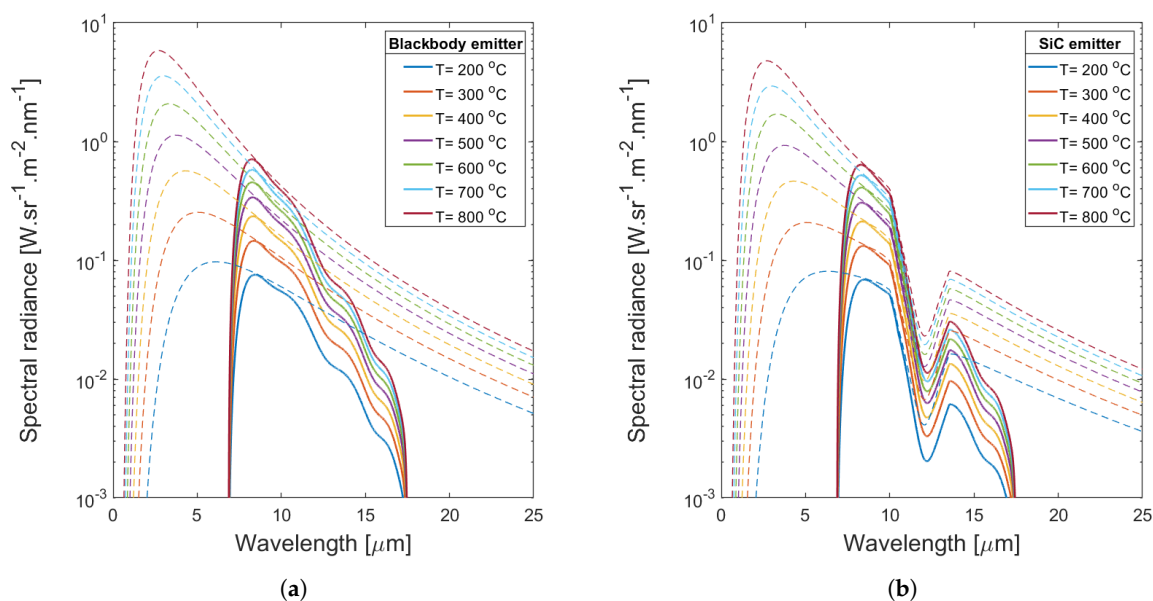 Blackbody emitter
T= 200 °C
T= 300 °C
T= 400 °C
T= 500 °C
T= 600 °C
T= 700 °C
T= 800 °C
10¹
10⁰
10⁻¹
10⁻²
10⁻³
Spectral radiance [W.sr⁻¹.m⁻².nm⁻¹]
0 5 10 15 20 25
Wavelength [μm]
(a)
SiC emitter
T= 200 °C
T= 300 °C
T= 400 °C
T= 500 °C
T= 600 °C
T= 700 °C
T= 800 °C
10¹
10⁰
10⁻¹
10⁻²
10⁻³
Spectral radiance [W.sr⁻¹.m⁻².nm⁻¹]
0 5 10 15 20 25
Wavelength [μm]
(b)